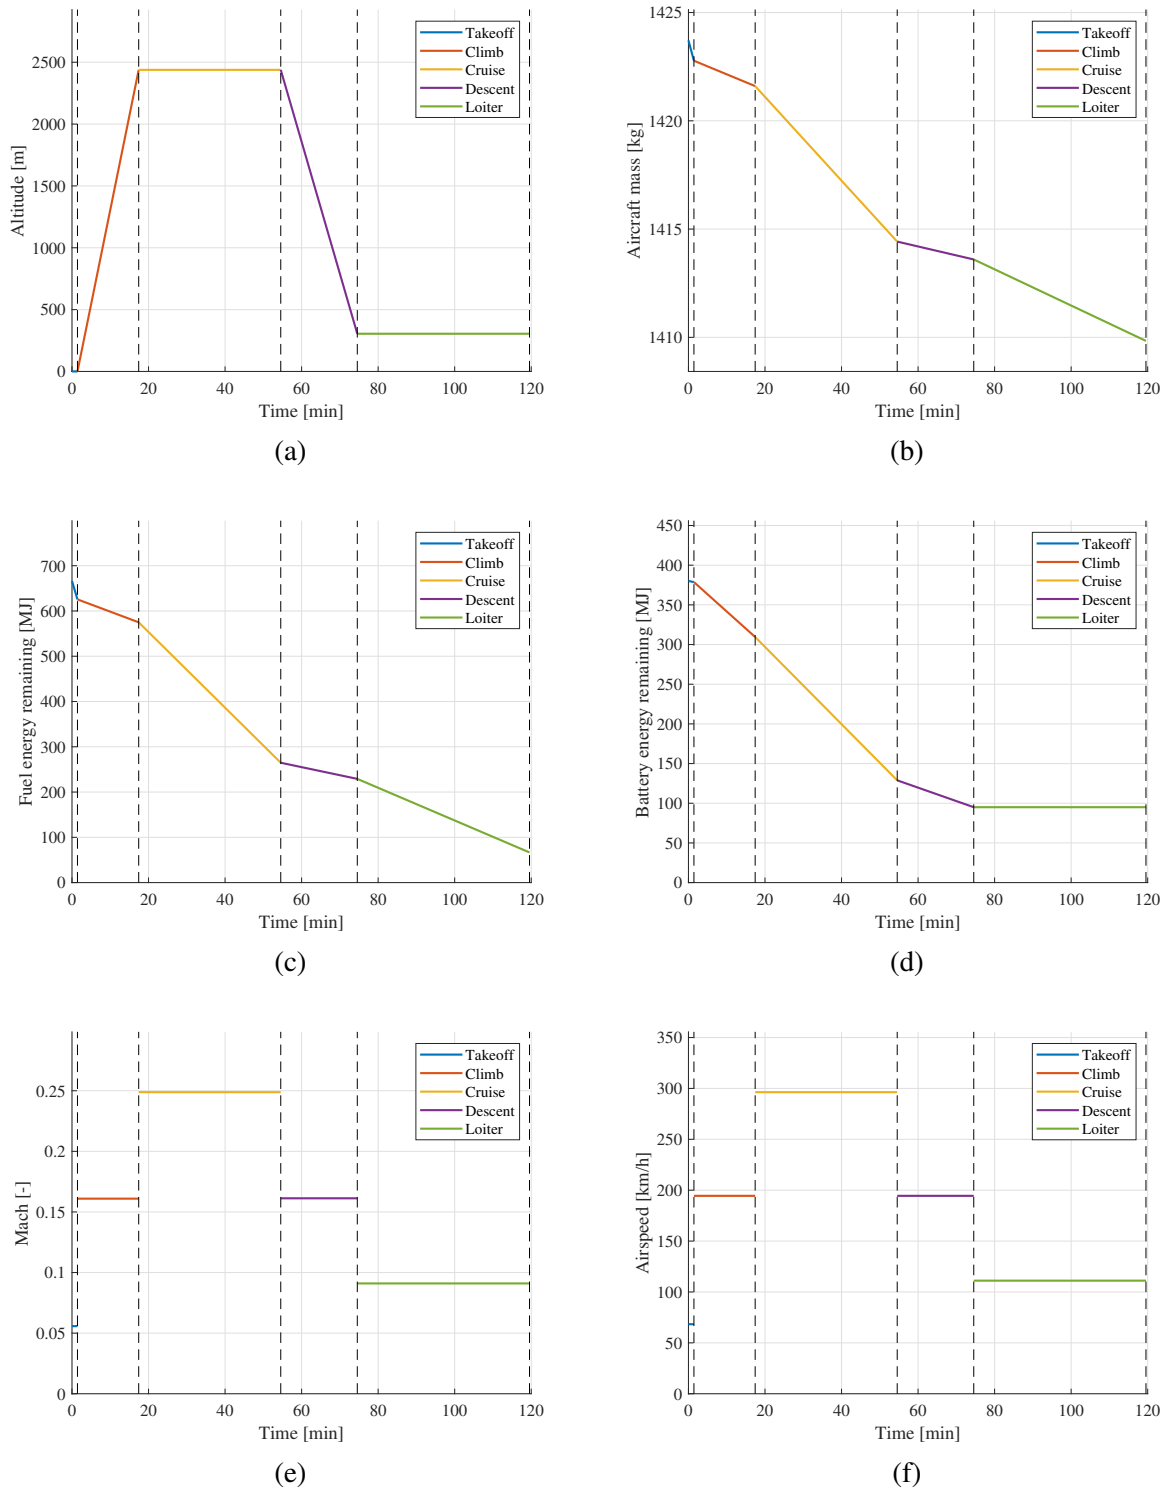 Altitude [m]
2500
2000
1500
1000
500
0
0 20 40 60 80 100 120
Time [min]
Takeoff
Climb
Cruise
Descent
Loiter
(a)
Aircraft mass [kg]
1425
1420
1415
1410
0 20 40 60 80 100 120
Time [min]
Takeoff
Climb
Cruise
Descent
Loiter
(b)
Fuel energy remaining [MJ]
700
600
500
400
300
200
100
0
0 20 40 60 80 100 120
Time [min]
Takeoff
Climb
Cruise
Descent
Loiter
(c)
Battery energy remaining [MJ]
450
400
350
300
250
200
150
100
50
0
0 20 40 60 80 100 120
Time [min]
Takeoff
Climb
Cruise
Descent
Loiter
(d)
Mach [-]
0.25
0.2
0.15
0.1
0.05
0
0 20 40 60 80 100 120
Time [min]
Takeoff
Climb
Cruise
Descent
Loiter
(e)
Airspeed [km/h]
350
300
250
200
150
100
50
0
0 20 40 60 80 100 120
Time [min]
Takeoff
Climb
Cruise
Descent
Loiter
(f)